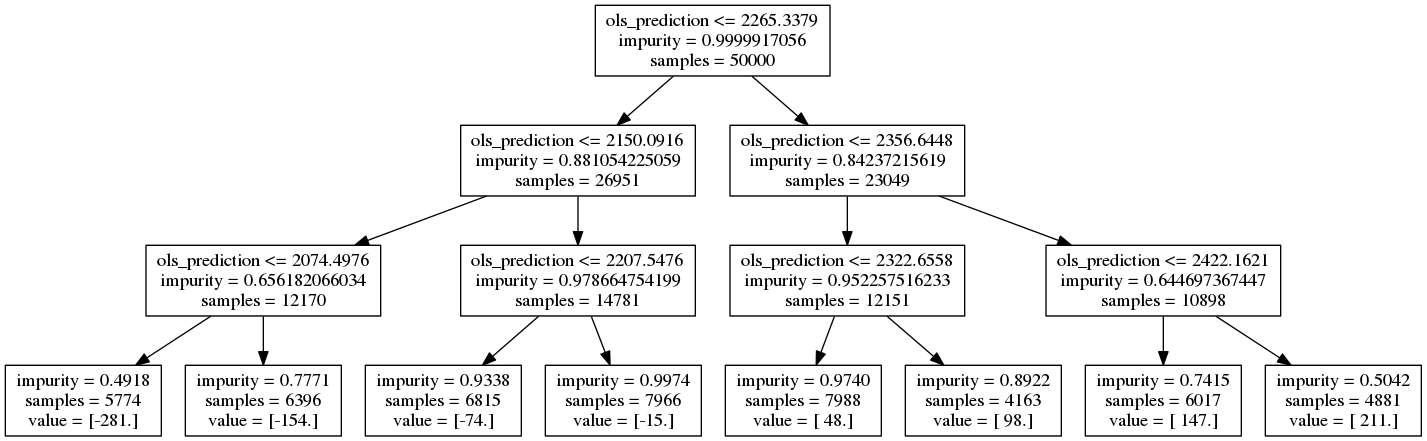 ols_prediction <= 2265.3379
impurity = 0.9999917056
samples = 50000
ols_prediction <= 2150.0916
impurity = 0.881054225059
samples = 26951
ols_prediction <= 2356.6448
impurity = 0.84237215619
samples = 23049
ols_prediction <= 2074.4976
impurity = 0.656182066034
samples = 12170
ols_prediction <= 2207.5476
impurity = 0.978664754199
samples = 14781
ols_prediction <= 2322.6558
impurity = 0.952257516233
samples = 12151
ols_prediction <= 2422.1621
impurity = 0.644697367447
samples = 10898
impurity = 0.4918
samples = 5774
value = [-281.]
impurity = 0.7771
samples = 6396
value = [-154.]
impurity = 0.9338
samples = 6815
value = [-74.]
impurity = 0.9974
samples = 7966
value = [-15.]
impurity = 0.9740
samples = 7988
value = [ 48.]
impurity = 0.8922
samples = 4163
value = [ 98.]
impurity = 0.7415
samples = 6017
value = [ 147.]
impurity = 0.5042
samples = 4881
value = [ 211.]